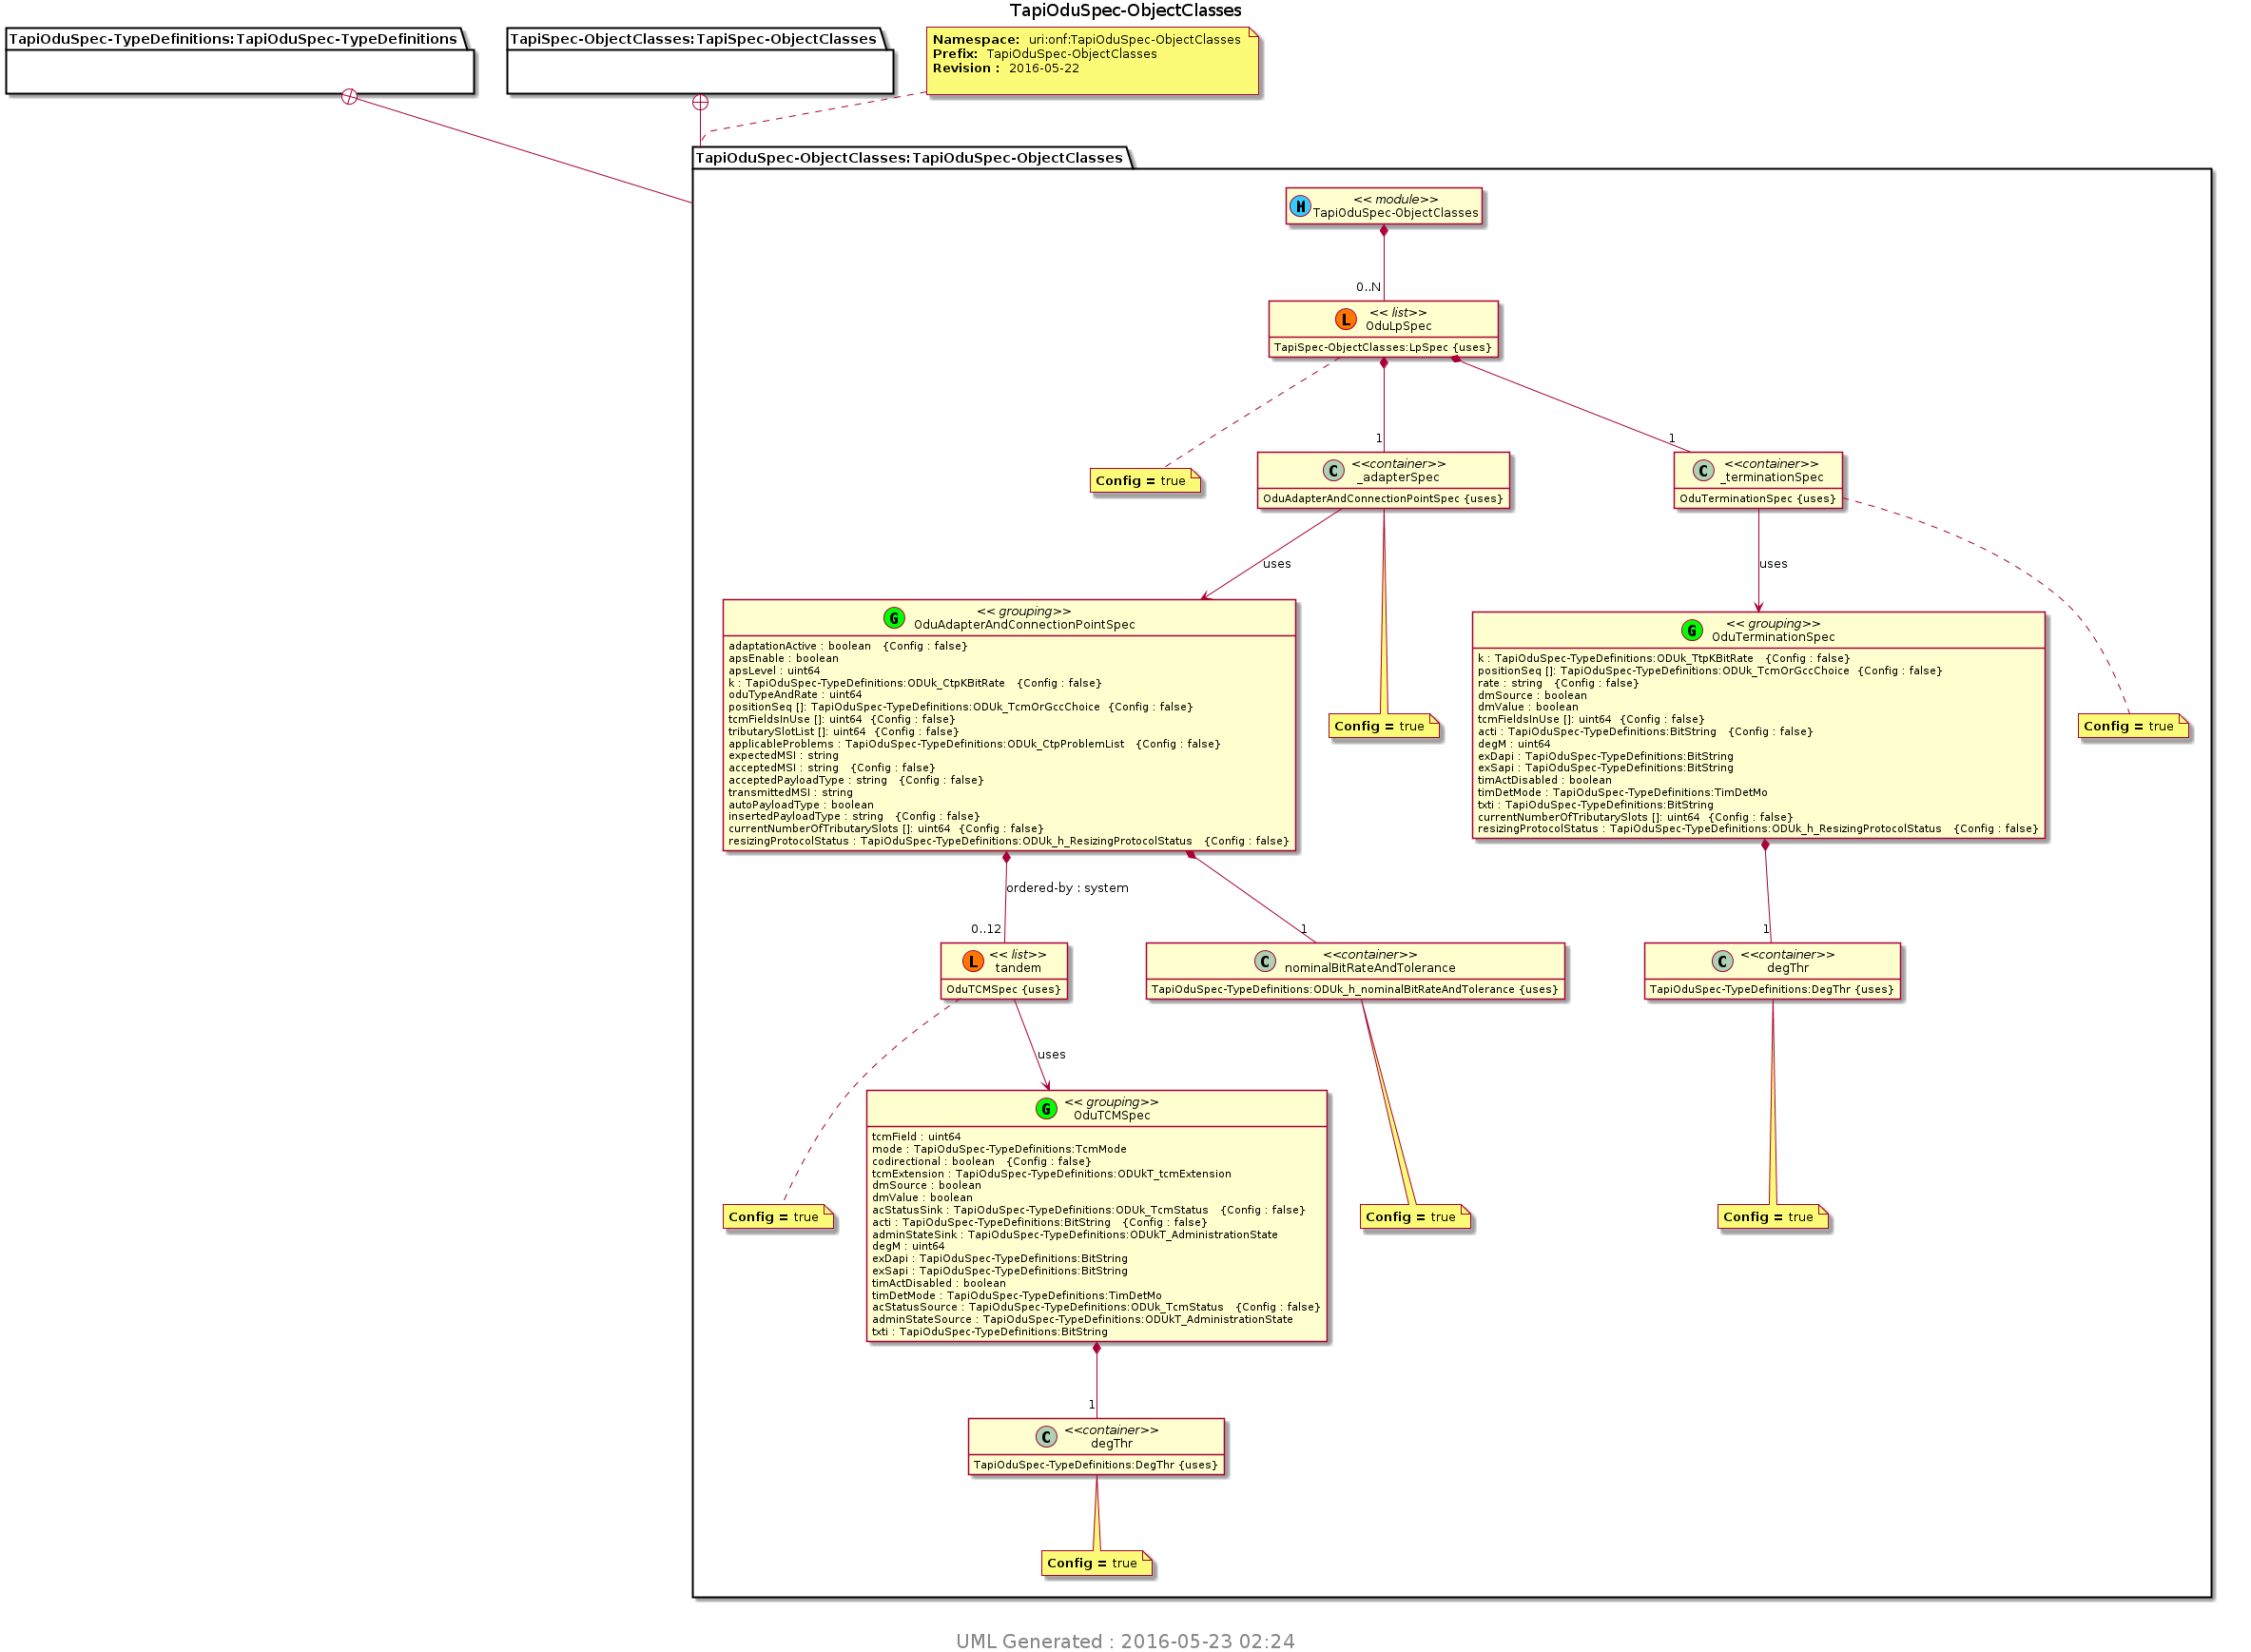 TapiOduSpec-ObjectClasses
TapiOduSpec-TypeDefinitions:TapiOduSpec-TypeDefinitions
TapiSpec-ObjectClasses:TapiSpec-ObjectClasses
Namespace: uri:onf:TapiOduSpec-ObjectClasses
Prefix: TapiOduSpec-ObjectClasses
Revision : 2016-05-22
TapiOduSpec-ObjectClasses:TapiOduSpec-ObjectClasses
M
<< module>>
TapiOduSpec-ObjectClasses
0..N
L
<< list>>
OduLpSpec
TapiSpec-ObjectClasses:LpSpec {uses}
1
1
Config = true
C
<<container>>
_adapterSpec
OduAdapterAndConnectionPointSpec {uses}
C
<<container>>
_terminationSpec
OduTerminationSpec {uses}
uses
uses
G
<< grouping>>
OduAdapterAndConnectionPointSpec
adaptationActive : boolean {Config : false}
apsEnable : boolean
apsLevel : uint64
k : TapiOduSpec-TypeDefinitions:ODUk_CtpKBitRate {Config : false}
oduTypeAndRate : uint64
positionSeq []: TapiOduSpec-TypeDefinitions:ODUk_TcmOrGccChoice {Config : false}
tcmFieldsInUse []: uint64 {Config : false}
tributarySlotList []: uint64 {Config : false}
applicableProblems : TapiOduSpec-TypeDefinitions:ODUk_CtpProblemList {Config : false}
expectedMSI : string
acceptedMSI : string {Config : false}
acceptedPayloadType : string {Config : false}
transmittedMSI : string
autoPayloadType : boolean
insertedPayloadType : string {Config : false}
currentNumberOfTributarySlots []: uint64 {Config : false}
resizingProtocolStatus : TapiOduSpec-TypeDefinitions:ODUk_h_ResizingProtocolStatus {Config : false}
Config = true
G
<< grouping>>
OduTerminationSpec
k : TapiOduSpec-TypeDefinitions:ODUk_TtpKBitRate {Config : false}
positionSeq []: TapiOduSpec-TypeDefinitions:ODUk_TcmOrGccChoice {Config : false}
rate : string {Config : false}
dmSource : boolean
dmValue : boolean
tcmFieldsInUse []: uint64 {Config : false}
acti : TapiOduSpec-TypeDefinitions:BitString {Config : false}
degM : uint64
exDapi : TapiOduSpec-TypeDefinitions:BitString
exSapi : TapiOduSpec-TypeDefinitions:BitString
timActDisabled : boolean
timDetMode : TapiOduSpec-TypeDefinitions:TimDetMo
txti : TapiOduSpec-TypeDefinitions:BitString
currentNumberOfTributarySlots []: uint64 {Config : false}
resizingProtocolStatus : TapiOduSpec-TypeDefinitions:ODUk_h_ResizingProtocolStatus {Config : false}
Config = true
ordered-by : system
0..12
1
1
L
<< list>>
tandem
OduTCMSpec {uses}
C
<<container>>
nominalBitRateAndTolerance
TapiOduSpec-TypeDefinitions:ODUk_h_nominalBitRateAndTolerance {uses}
C
<<container>>
degThr
TapiOduSpec-TypeDefinitions:DegThr {uses}
uses
Config = true
G
<< grouping>>
OduTCMSpec
tcmField : uint64
mode : TapiOduSpec-TypeDefinitions:TcmMode
codirectional : boolean {Config : false}
tcmExtension : TapiOduSpec-TypeDefinitions:ODUkT_tcmExtension
dmSource : boolean
dmValue : boolean
acStatusSink : TapiOduSpec-TypeDefinitions:ODUk_TcmStatus {Config : false}
acti : TapiOduSpec-TypeDefinitions:BitString {Config : false}
adminStateSink : TapiOduSpec-TypeDefinitions:ODUkT_AdministrationState
degM : uint64
exDapi : TapiOduSpec-TypeDefinitions:BitString
exSapi : TapiOduSpec-TypeDefinitions:BitString
timActDisabled : boolean
timDetMode : TapiOduSpec-TypeDefinitions:TimDetMo
acStatusSource : TapiOduSpec-TypeDefinitions:ODUk_TcmStatus {Config : false}
adminStateSource : TapiOduSpec-TypeDefinitions:ODUkT_AdministrationState
txti : TapiOduSpec-TypeDefinitions:BitString
Config = true
Config = true
1
C
<<container>>
degThr
TapiOduSpec-TypeDefinitions:DegThr {uses}
Config = true
UML Generated : 2016-05-23 02:24